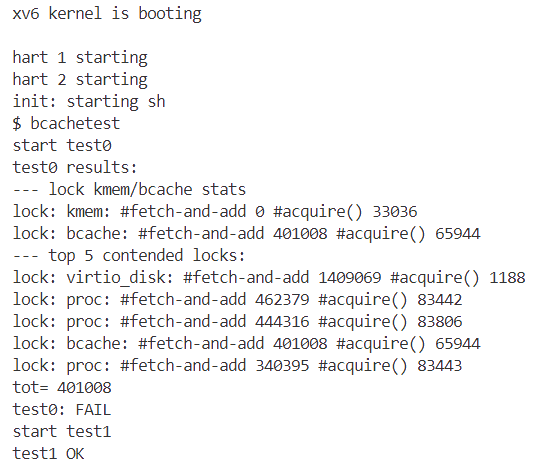 xv6 kernel is booting

hart 1 starting
hart 2 starting
init: starting sh
$ bcachetest
start test0
test0 results:
--- lock kmem/bcache stats
lock: kmem: #fetch-and-add 0 #acquire() 33036
lock: bcache: #fetch-and-add 401008 #acquire() 65944
--- top 5 contended locks:
lock: virtio_disk: #fetch-and-add 1409069 #acquire() 1188
lock: proc: #fetch-and-add 462379 #acquire() 83442
lock: proc: #fetch-and-add 444316 #acquire() 83806
lock: bcache: #fetch-and-add 401008 #acquire() 65944
lock: proc: #fetch-and-add 340395 #acquire() 83443
tot= 401008
test0: FAIL
start test1
test1 OK